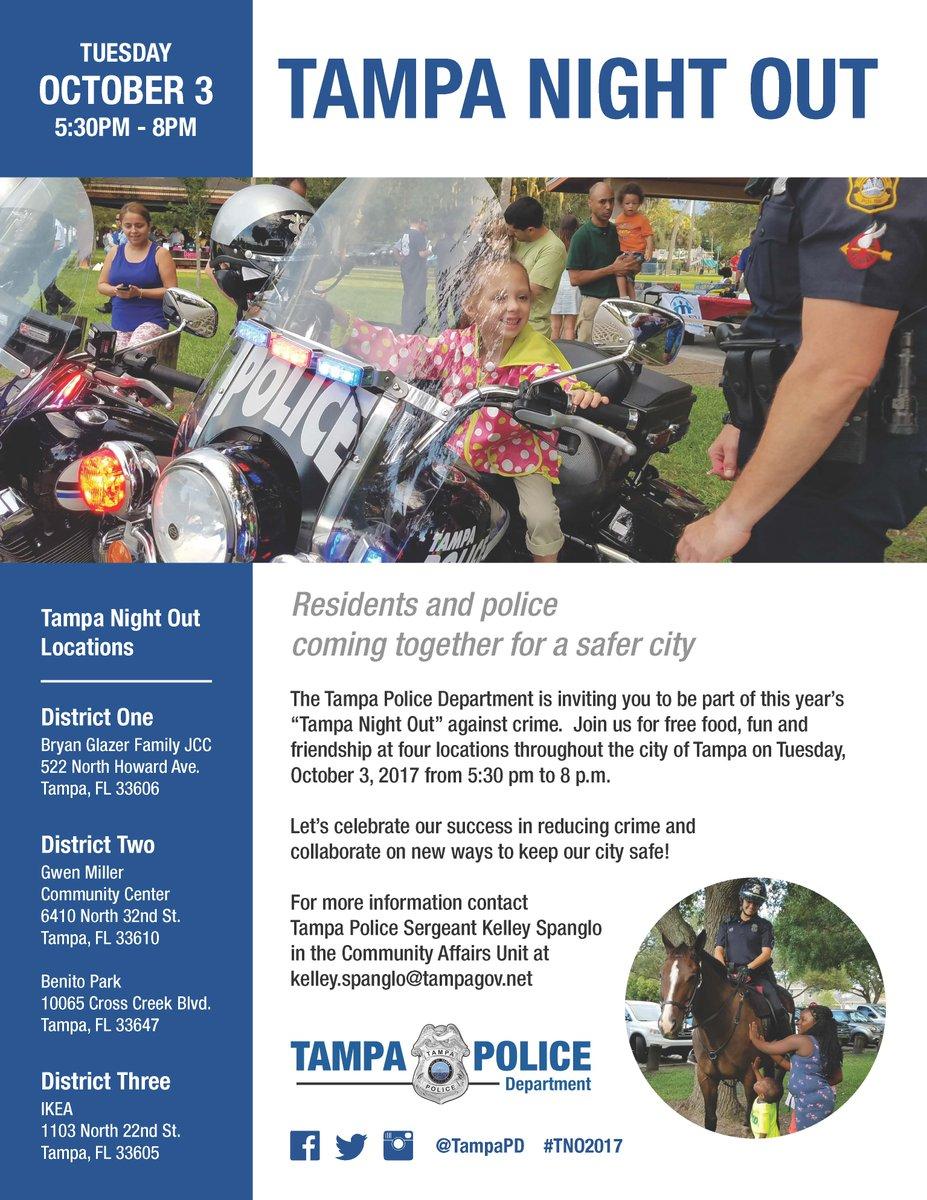 TUESDAY
OCTOBER 3
5:30PM - 8PM
TAMPA NIGHT OUT
POLICE
TAMPA
POLICE
Tampa Night Out
Locations
District One
Bryan Glazer Family JCC
522 North Howard Ave.
Tampa, FL 33606
District Two
Gwen Miller
Community Center
6410 North 32nd St.
Tampa, FL 33610
Benito Park
10065 Cross Creek Blvd.
Tampa, FL 33647
District Three
IKEA
1103 North 22nd St.
Tampa, FL 33605
Residents and police
coming together for a safer city
The Tampa Police Department is inviting you to be part of this year's
“Tampa Night Out” against crime.  Join us for free food, fun and
friendship at four locations throughout the city of Tampa on Tuesday,
October 3, 2017 from 5:30 pm to 8 p.m.
Let's celebrate our success in reducing crime and
collaborate on new ways to keep our city safe!
For more information contact
Tampa Police Sergeant Kelley Spanglo
in the Community Affairs Unit at
kelley.spanglo@tampagov.net
TAMPA POLICE
Department
TAMPA
POLICE
@TampaPD #TNO2017